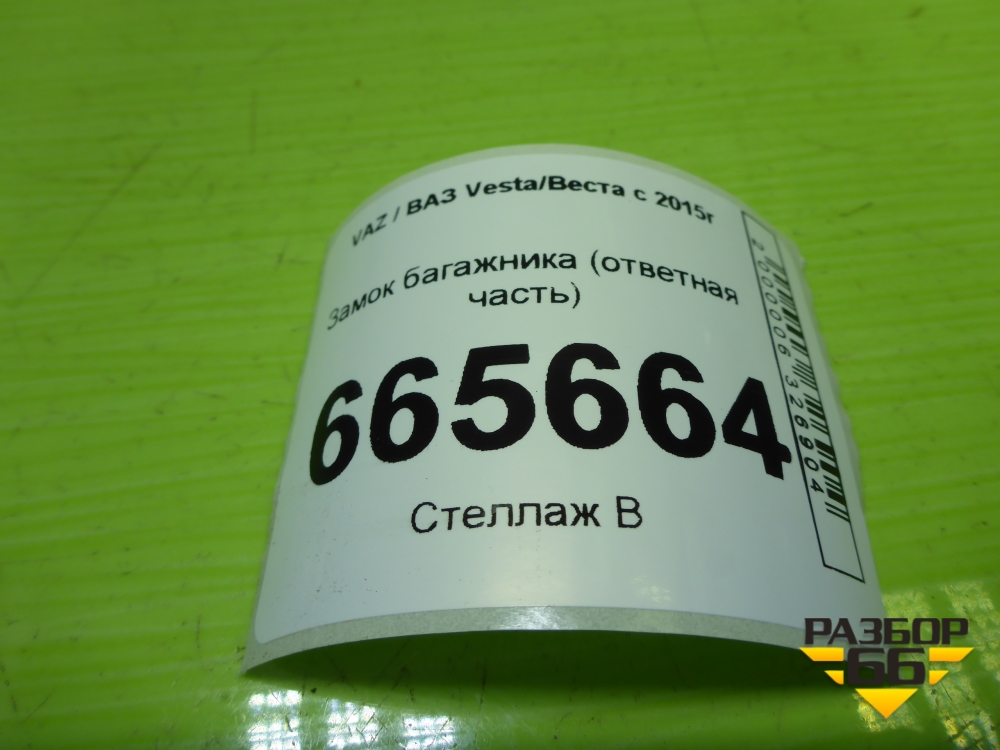 VAZ / ВАЗ Vesta/Веста с 2015г
Замок багажника (ответная
часть)
665664
Стеллаж B
2000006326904
РАЗБОР
66